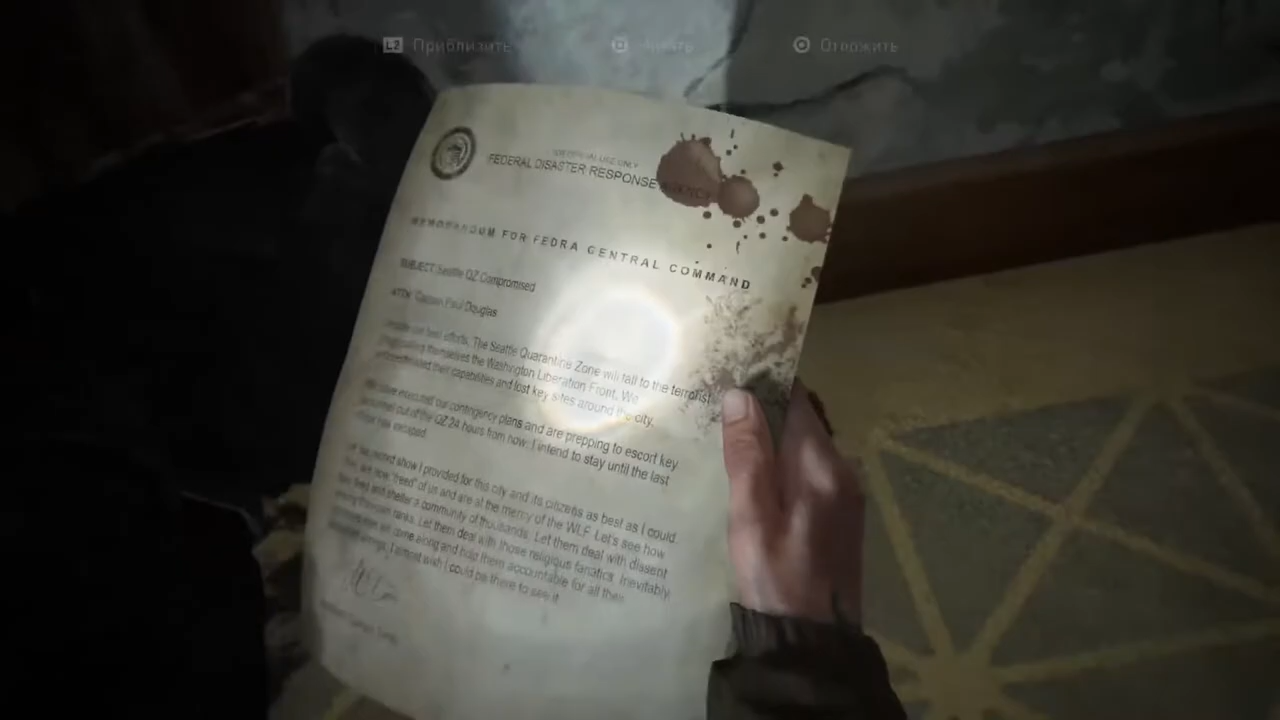 L2 Приблизить
Читать
Отложить
FOR OFFICIAL USE ONLY
FEDERAL DISASTER RESPONSE AGENCY
MEMORANDUM FOR FEDRA CENTRAL COMMAND
SUBJECT: Seattle QZ Compromised
ATTN: Captain Paul Douglas
Despite our best efforts, The Seattle Quarantine Zone will fall to the terrorist
calling themselves the Washington Liberation Front. We
underestimated their capabilities and lost key sites around the city.
We have executed our contingency plans and are prepping to escort key
personnel out of the QZ 24 hours from now. I intend to stay until the last
has escaped.
Let the record show I provided for this city and its citizens as best as I could.
They are now "freed" of us and are at the mercy of the WLF. Let's see how
they feed and shelter a community of thousands. Let them deal with dissent
among their own ranks. Let them deal with those religious fanatics. Inevitably,
will come along and hold them accountable for all their
I almost wish I could be there to see it.